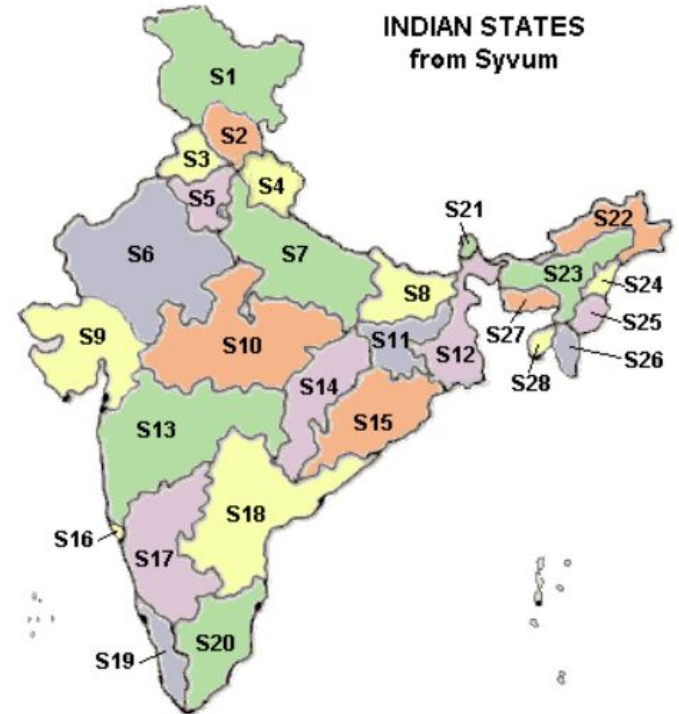 INDIAN STATES
from Syvum
S1
S2
S3
S4
S5
S6
S7
S21
S22
S23
S8
S24
S9
S10
S11
S12
S27
S25
S26
S28
S14
S15
S13
S18
S16
S17
S20
S19